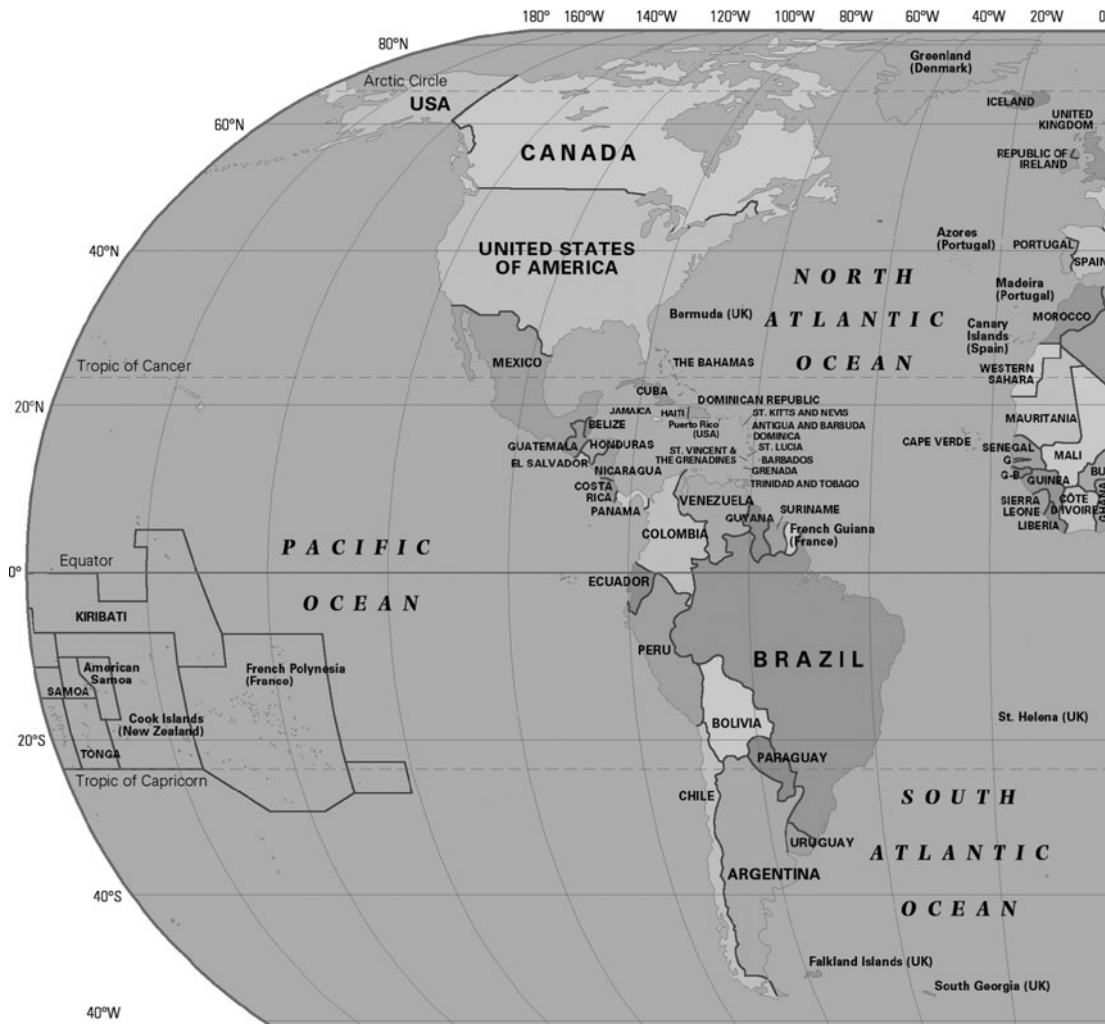 180° 160°W 140°W 120°W 100°W 80°W 60°W 40°W 20°W 0
80°N
Greenland
(Denmark)
Arctic Circle
USA
ICELAND
60°N
UNITED
KINGDOM
CANADA
REPUBLIC OF
IRELAND
40°N
UNITED STATES
OF AMERICA
Azores
(Portugal)
PORTUGAL
SPAIN
NORTH
ATLANTIC
OCEAN
Madeira
(Portugal)
Bermuda (UK)
MOROCCO
Canary
Islands
(Spain)
Tropic of Cancer
MEXICO
THE BAHAMAS
WESTERN
SAHARA
CUBA
DOMINICAN REPUBLIC
20°N
JAMAICA
HAITI
Puerto Rico
(USA)
ST. KITTS AND NEVIS
ANTIGUA AND BARBUDA
DOMINICA
ST. LUCIA
BARBADOS
GRENADA
TRINIDAD AND TOBAGO
ST. VINCENT &
THE GRENADINES
BELIZE
GUATEMALA
HONDURAS
EL SALVADOR
NICARAGUA
COSTA
RICA
PANAMA
MAURITANIA
CAPE VERDE
SENEGAL
MALI
G
G-B
GUINEA
BU
SIERRA
LEONE
CÔTE
D'IVOIRE
GHANA
LIBERIA
VENEZUELA
GUYANA
SURINAME
French Guiana
(France)
COLOMBIA
PACIFIC
OCEAN
Equator
0°
ECUADOR
KIRIBATI
PERU
BRAZIL
American
Samoa
SAMOA
French Polynesia
(France)
Cook Islands
(New Zealand)
TONGA
BOLIVIA
St. Helena (UK)
20°S
PARAGUAY
Tropic of Capricorn
CHILE
SOUTH
ATLANTIC
OCEAN
URUGUAY
ARGENTINA
40°S
Falkland Islands (UK)
South Georgia (UK)
40°W